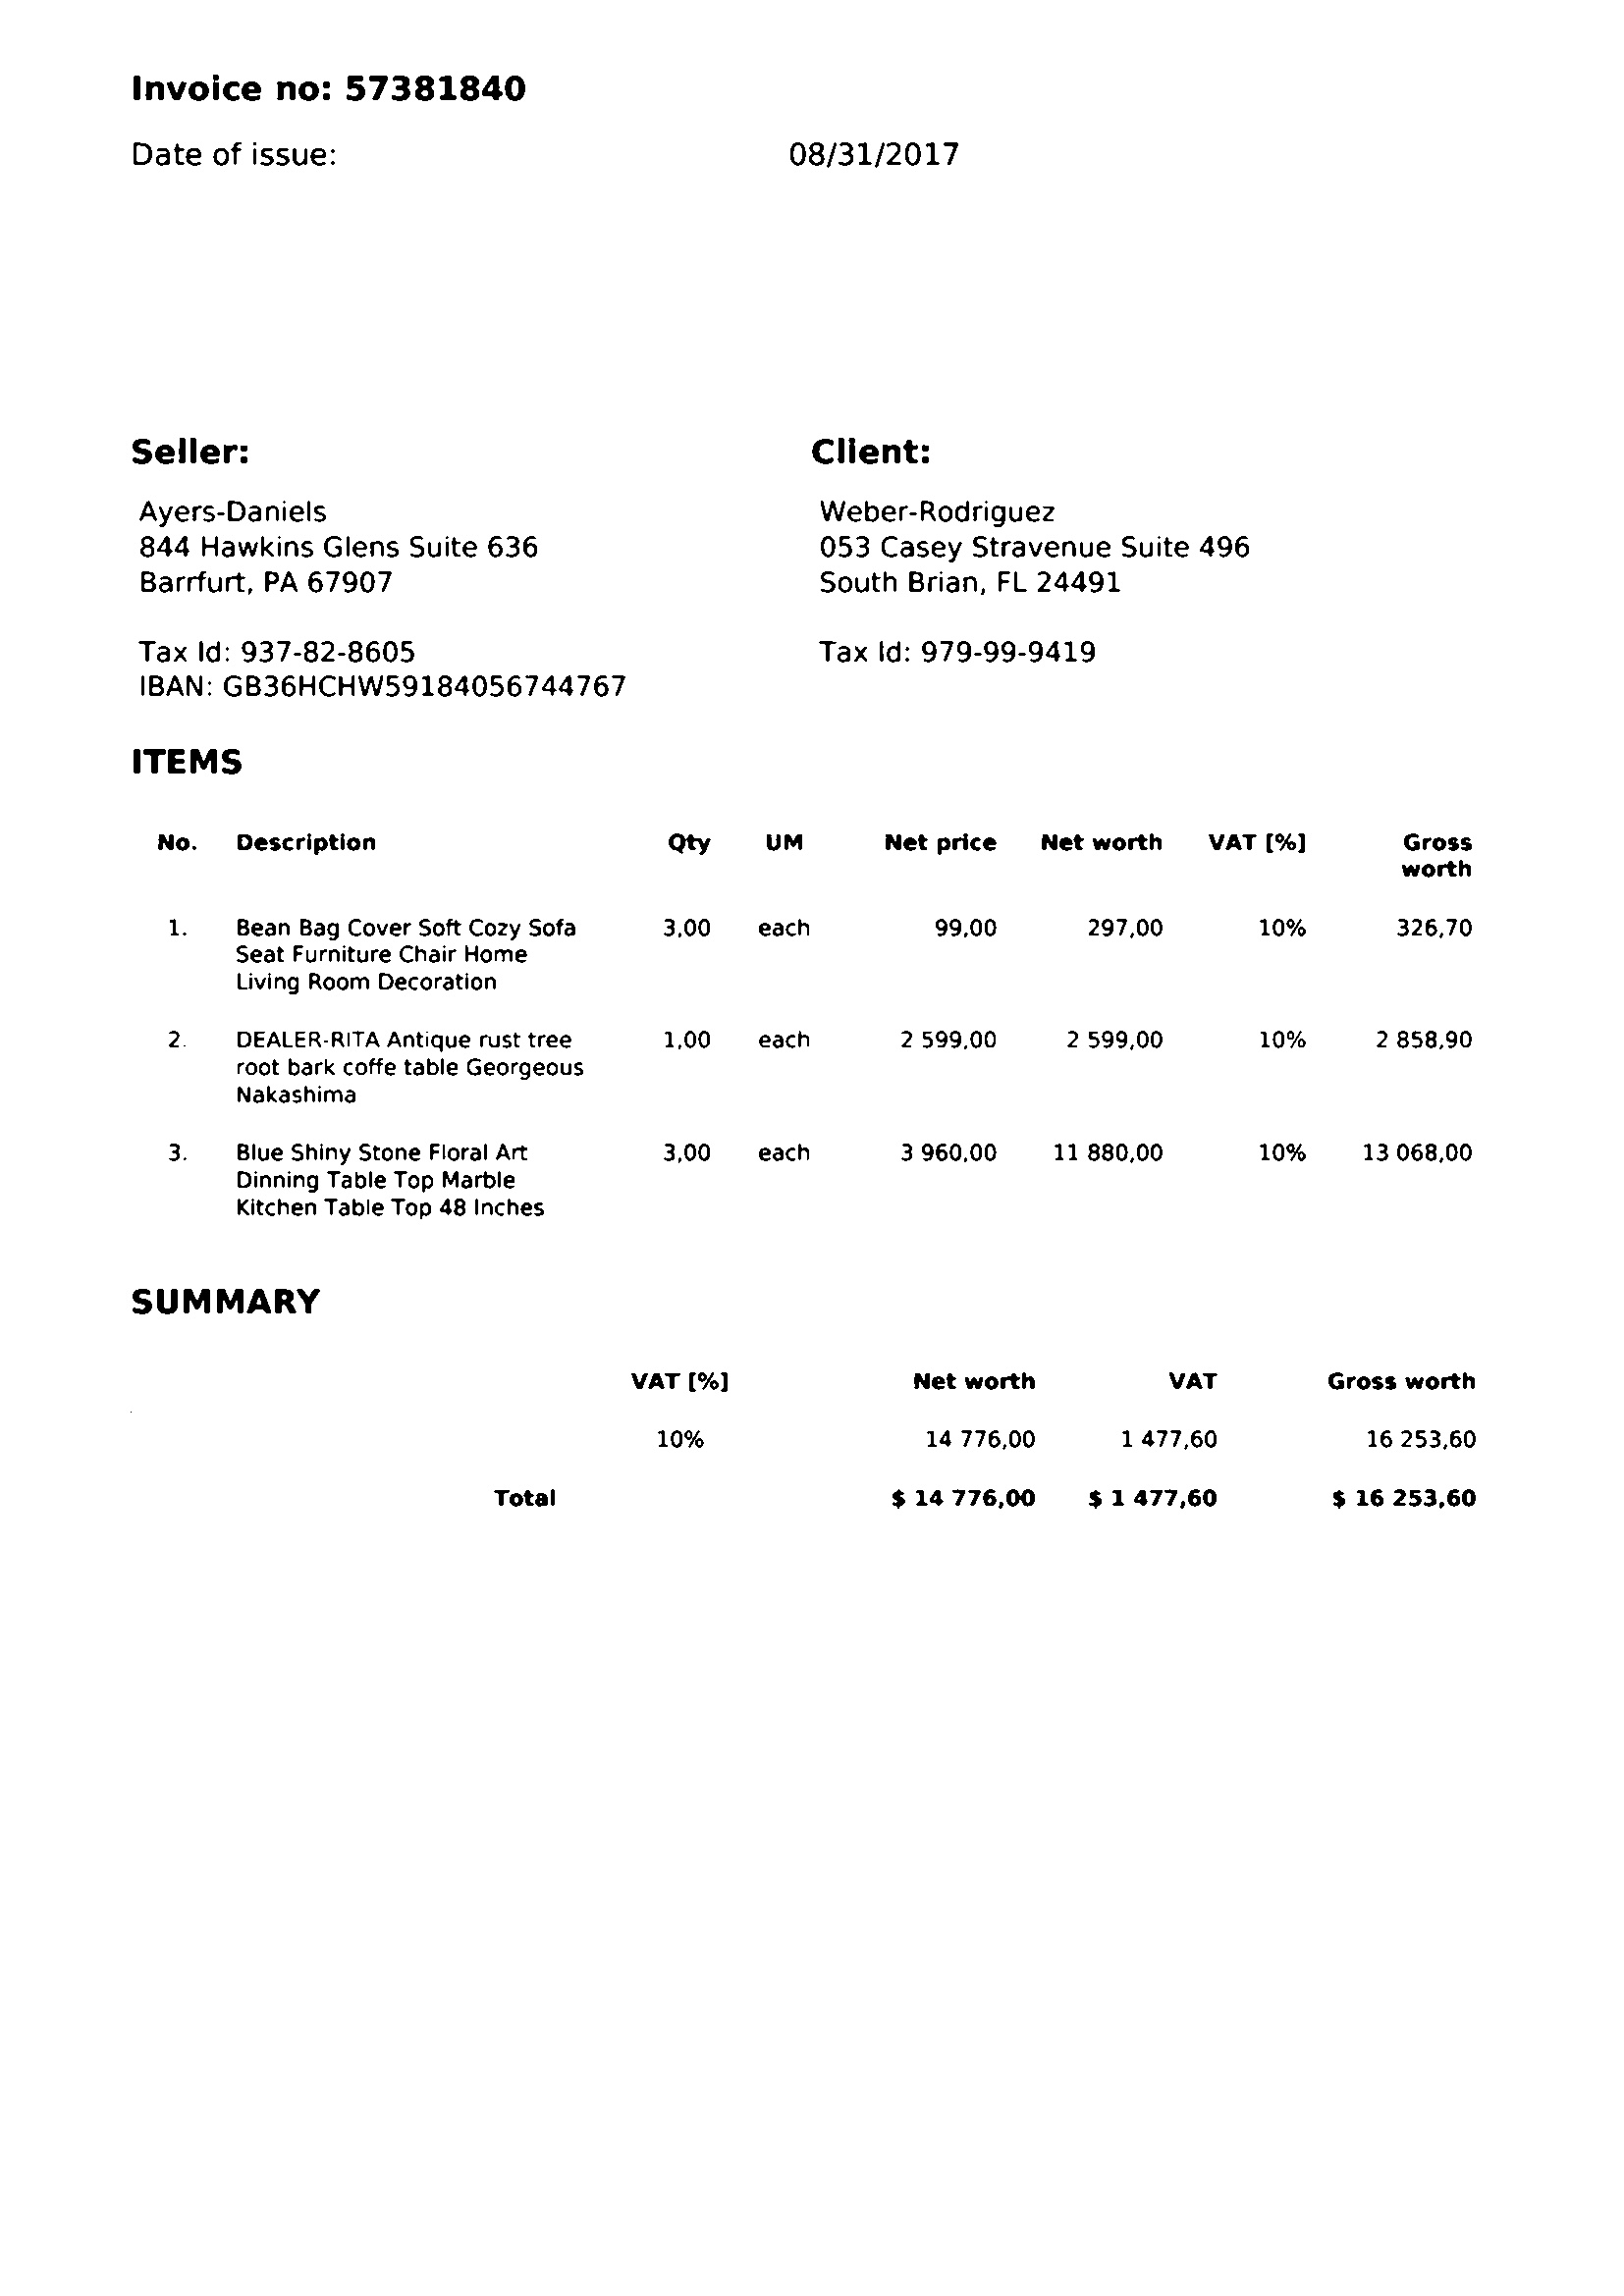 Invoice no: 57381840
Date of issue: 08/31/2017
Seller: Client:
Ayers-Daniels Weber-Rodriguez
844 Hawkins Glens Suite 636 053 Casey Stravenue Suite 496
Barrfurt, PA 67907 South Brian, FL 24491
Tax Id: 937-82-8605 Tax Id: 979-99-9419
IBAN: GB36HCHW59184056744767
ITEMS
No. Description Qty UM Net price Net worth VAT [%] Gross
worth
1. Bean Bag Cover Soft Cozy Sofa 3,00 each 99,00 297,00 10% 326,70
Seat Furniture Chair Home
Living Room Decoration
2. DEALER-RITA Antique rust tree 1,00 each 2 599,00 2 599,00 10% 2 858,90
root bark coffe table Georgeous
Nakashima
3. Blue Shiny Stone Floral Art 3,00 each 3 960,00 11 880,00 10% 13 068,00
Dinning Table Top Marble
Kitchen Table Top 48 Inches
SUMMARY
VAT [%] Net worth VAT Gross worth
10% 14 776,00 1 477,60 16 253,60
Total $ 14 776,00 $ 1 477,60 $ 16 253,60